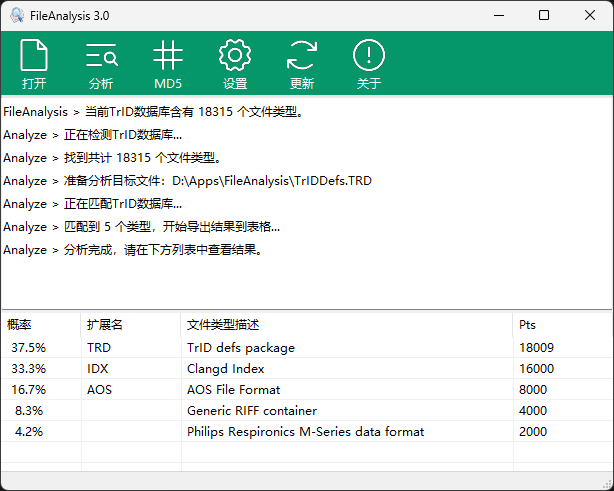 FileAnalysis 3.0
打开 分析 MD5 设置 更新 关于
FileAnalysis > 当前TrID数据库含有 18315 个文件类型。
Analyze > 正在检测TrID数据库...
Analyze > 找到共计 18315 个文件类型。
Analyze > 准备分析目标文件：D:\Apps\FileAnalysis\TrIDDefs.TRD
Analyze > 正在匹配TrID数据库...
Analyze > 匹配到 5 个类型，开始导出结果到表格...
Analyze > 分析完成，请在下方列表中查看结果。
概率 扩展名 文件类型描述 Pts
37.5% TRD TrID defs package 18009
33.3% IDX Clangd Index 16000
16.7% AOS AOS File Format 8000
8.3% Generic RIFF container 4000
4.2% Philips Respironics M-Series data format 2000